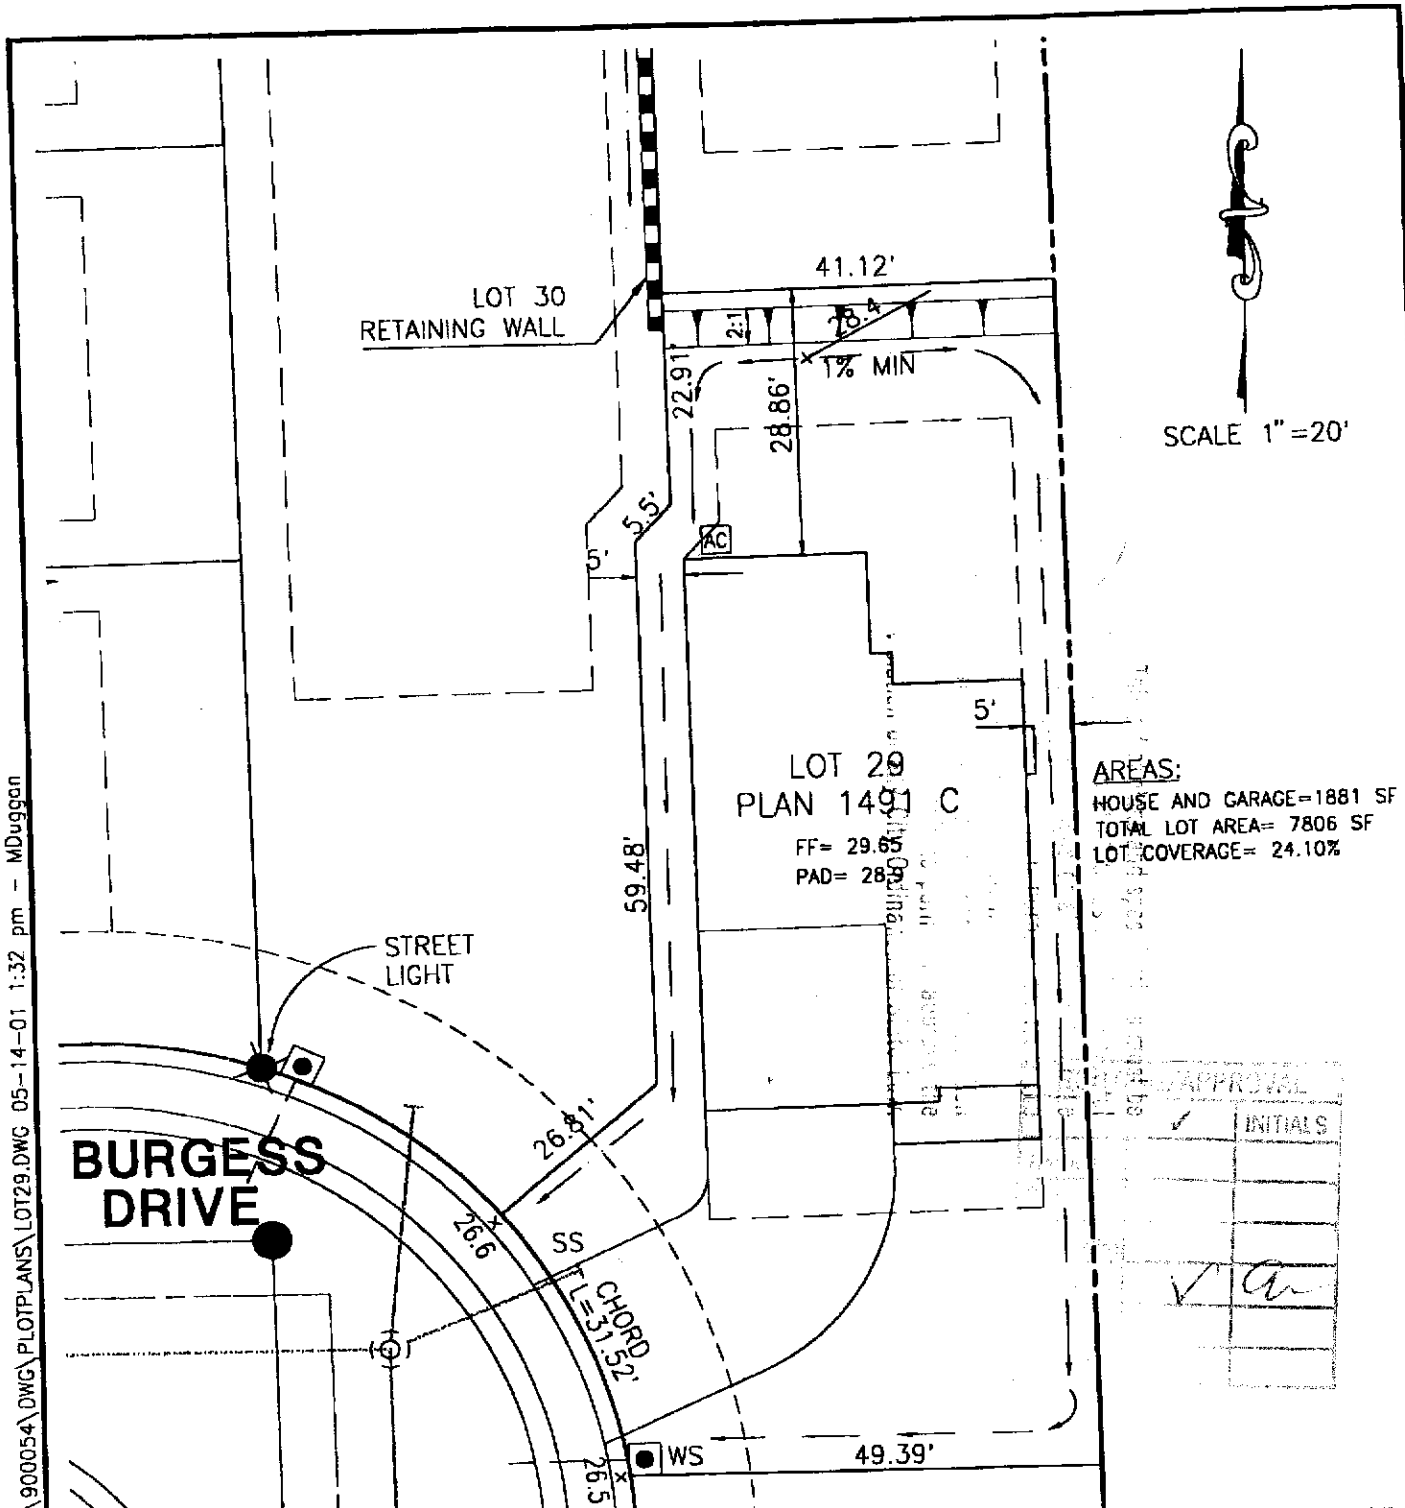 41.12'
LOT 30
RETAINING WALL
2:1
28.4
1% MIN
22.91'
28.86'
SCALE 1"=20'
5.5'
AC
5'
5'
LOT 29
PLAN 1491 C
FF= 29.65
PAD= 28.9
AREAS:
HOUSE AND GARAGE=1881 SF
TOTAL LOT AREA= 7806 SF
LOT COVERAGE= 24.10%
59.48'
STREET
LIGHT
26.81'
BURGESS
DRIVE
26.6
SS
CHORD
L=31.52'
APPROVAL
INITIALS
WS
49.39'
26.5
\900054\DWG\PLOTPLANS\LOT29.DWG 05-14-01 1:32 pm - MDuggan